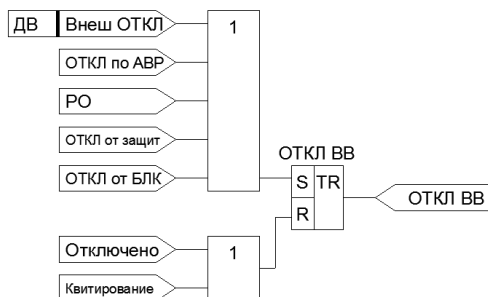 ДВ Внеш ОТКЛ 1
ОТКЛ по АВР
РО
ОТКЛ от защит
ОТКЛ ВВ
ОТКЛ от БЛК S TR
ОТКЛ ВВ
R
Отключено 1
Квитирование